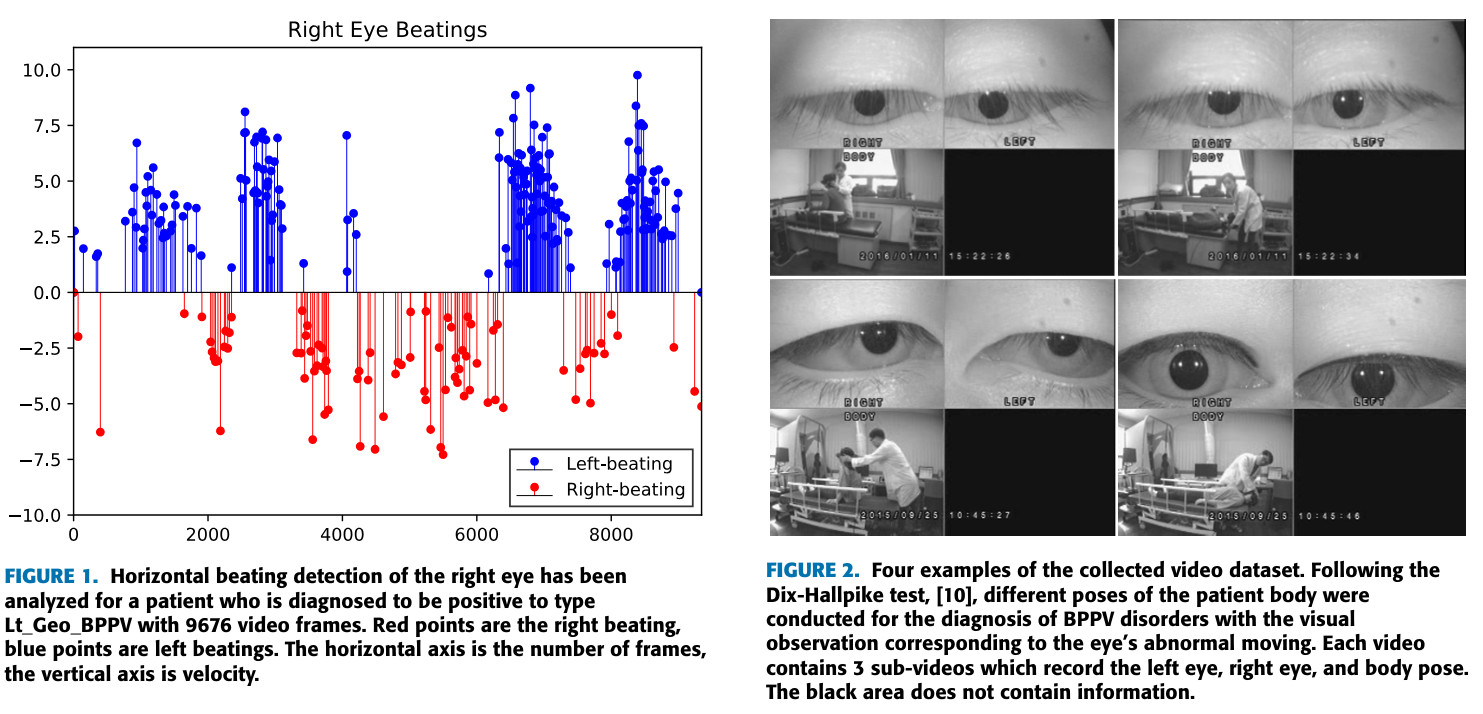 Right Eye Beatings
10.0
7.5
5.0
2.5
0.0
−2.5
−5.0
−7.5
−10.0
0 2000 4000 6000 8000
Left-beating
Right-beating
FIGURE 1. Horizontal beating detection of the right eye has been
analyzed for a patient who is diagnosed to be positive to type
Lt_Geo_BPPV with 9676 video frames. Red points are the right beating,
blue points are left beatings. The horizontal axis is the number of frames,
the vertical axis is velocity.
RIGHT LEFT
BODY
2016/01/11 15:22:26
RIGHT LEFT
BODY
2016/01/11 15:22:34
RIGHT LEFT
BODY
2015/09/25 10:45:27
RIGHT LEFT
BODY
2015/09/25 10:45:46
FIGURE 2. Four examples of the collected video dataset. Following the
Dix-Hallpike test, [10], different poses of the patient body were
conducted for the diagnosis of BPPV disorders with the visual
observation corresponding to the eye's abnormal moving. Each video
contains 3 sub-videos which record the left eye, right eye, and body pose.
The black area does not contain information.